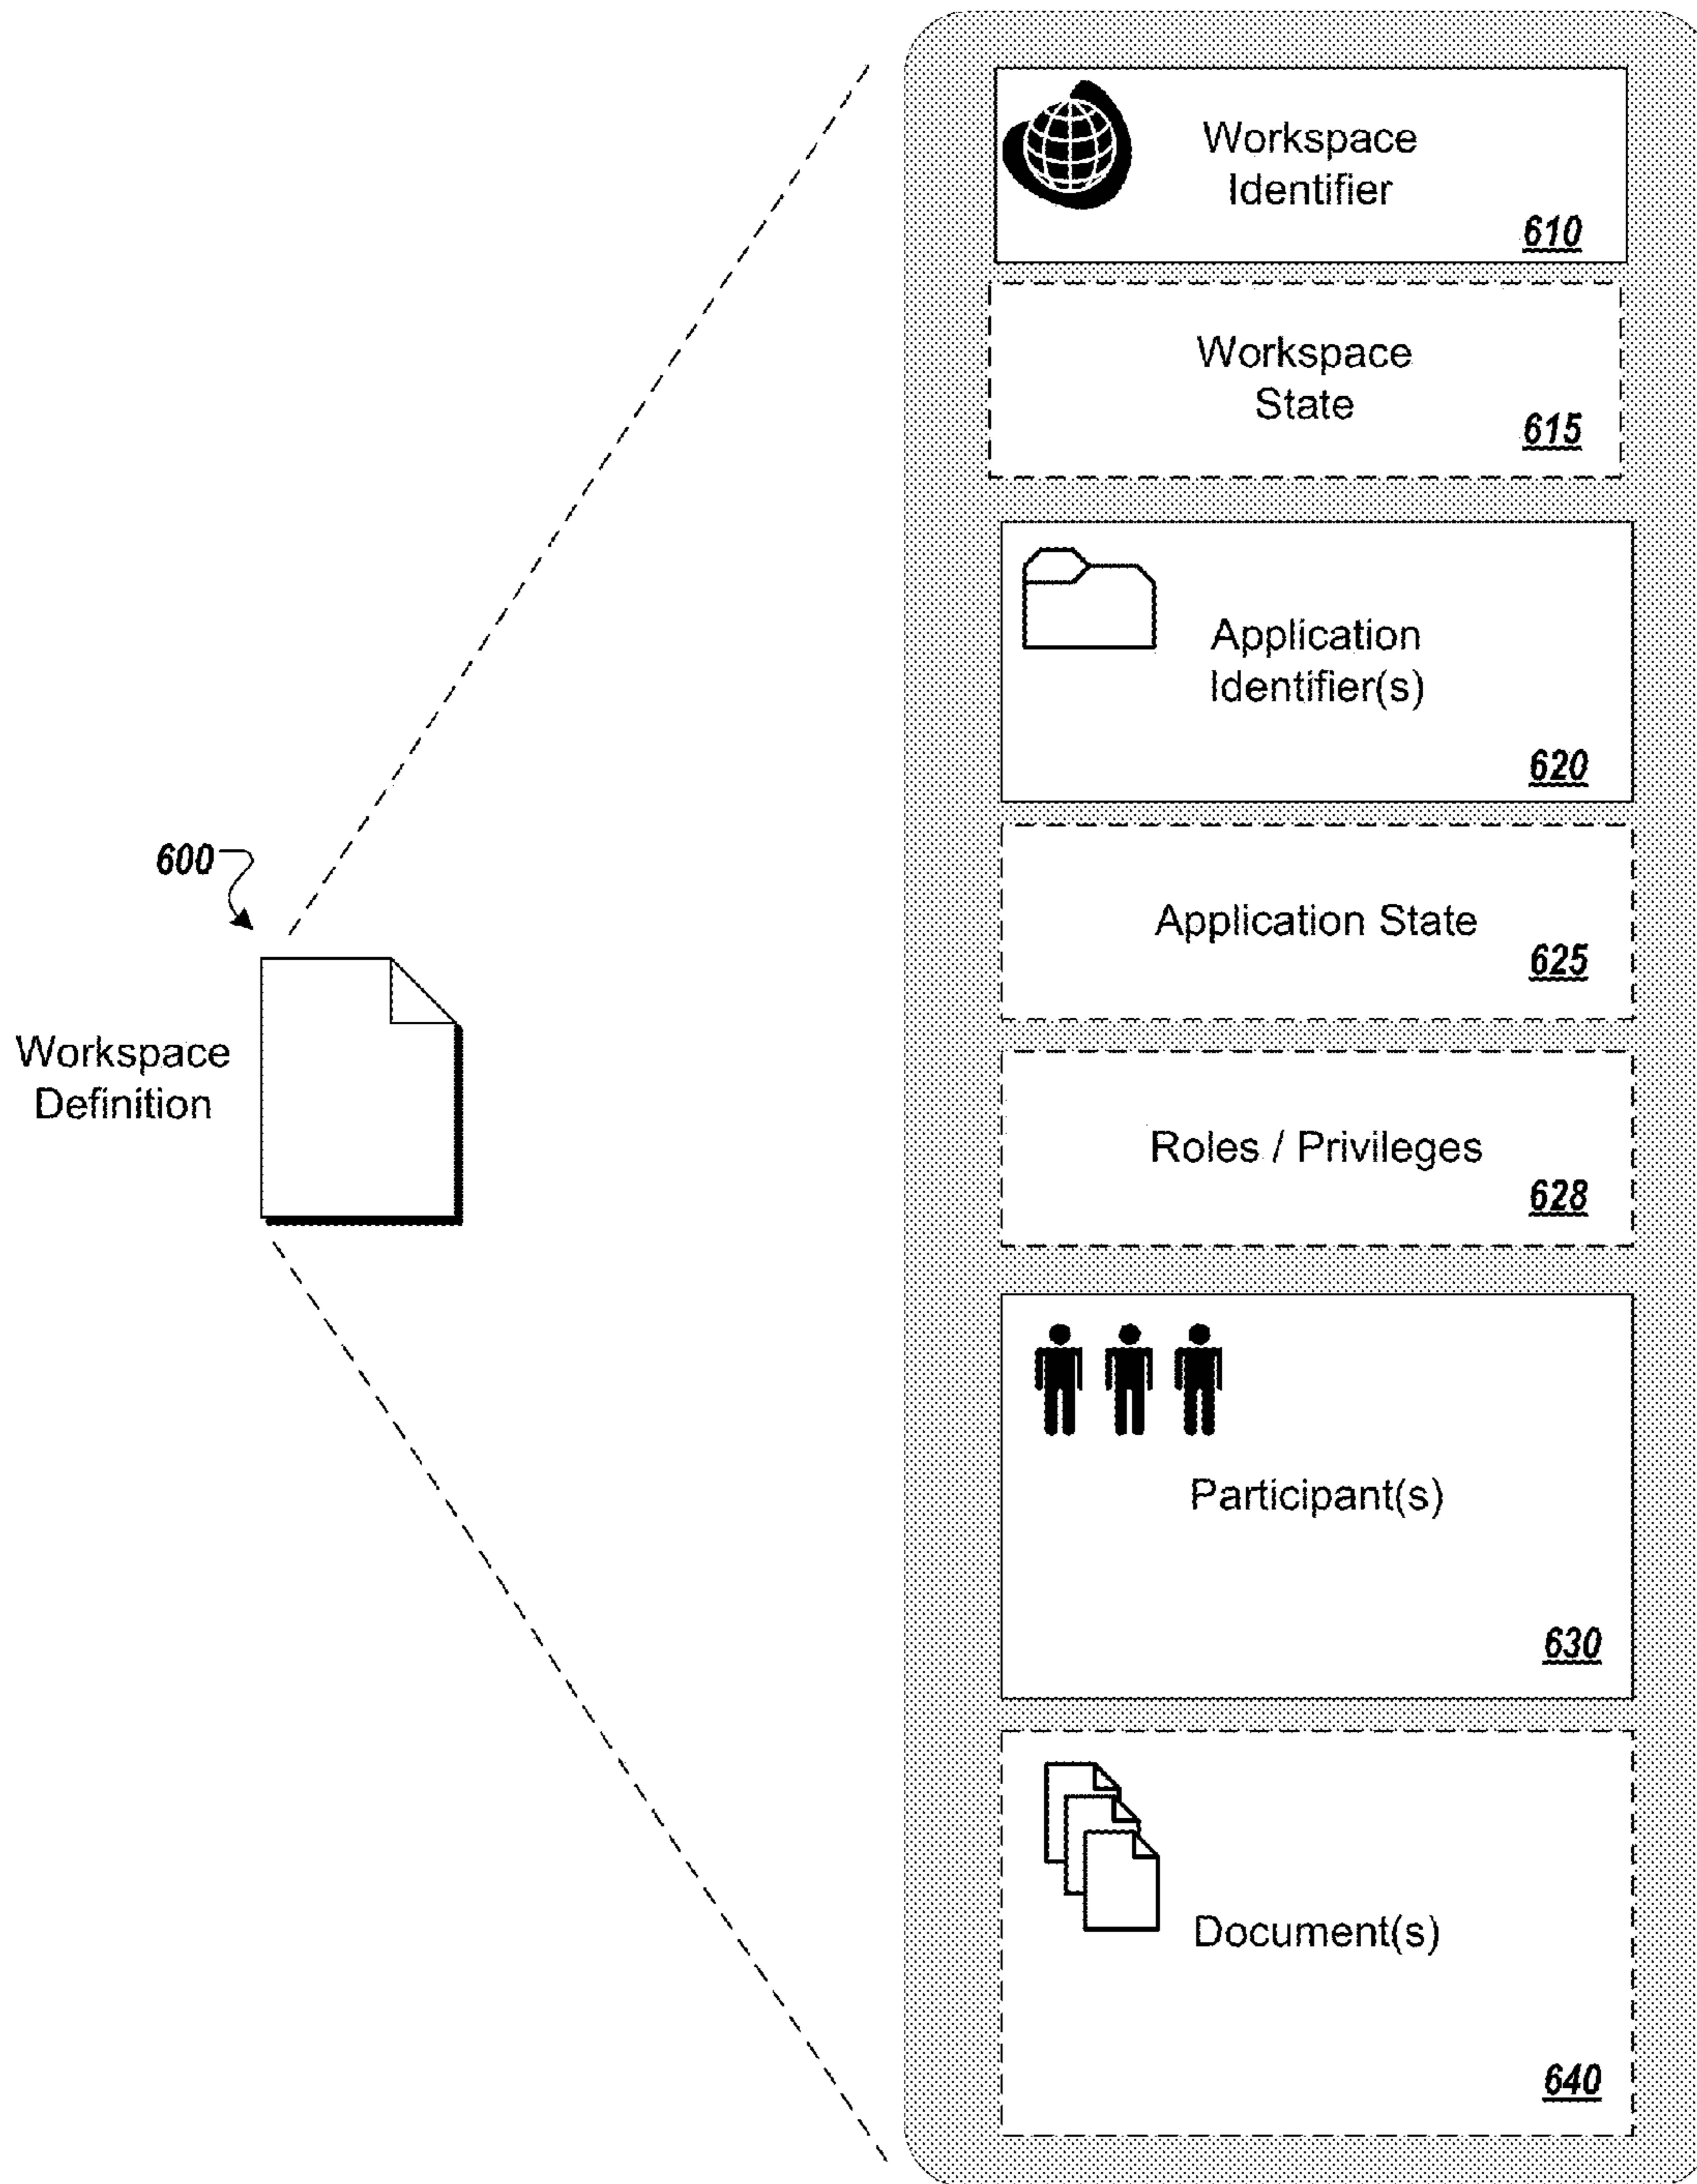 Workspace
Identifier
610
Workspace
State
615
Application
Identifier(s)
620
600
Application State
625
Workspace
Definition
Roles / Privileges
628
Participant(s)
630
Document(s)
640